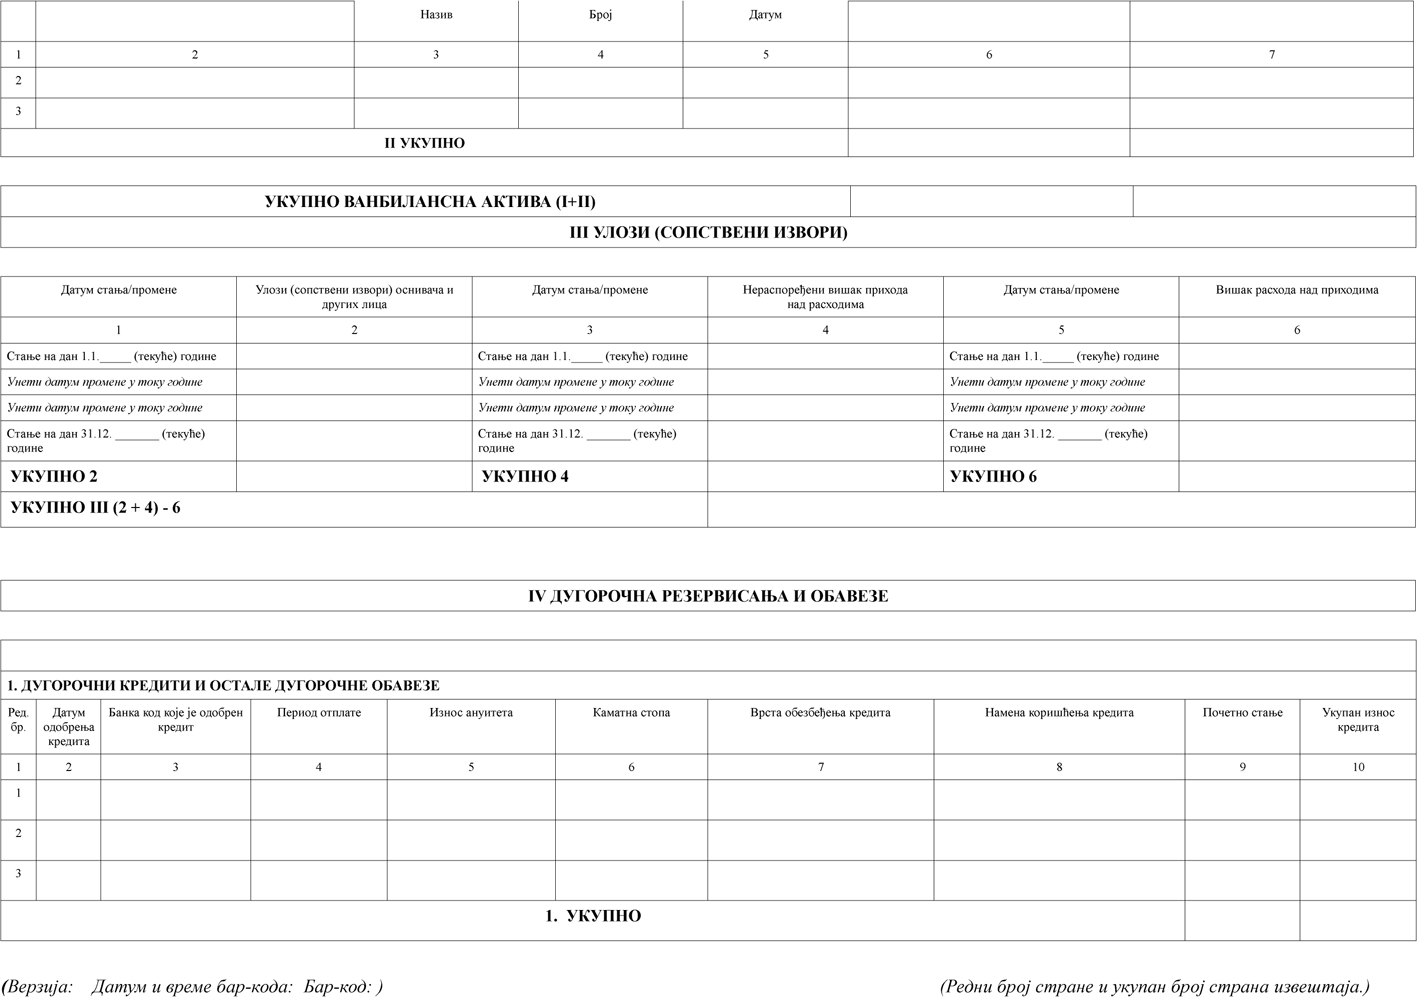 Назив Број Датум
1 2 3 4 5 6 7
2
3
II УКУПНО
УКУПНО ВАНБИЛАНСНА АКТИВА (I+II)
III УЛОЗИ (СОПСТВЕНИ ИЗВОРИ)
Датум стања/промене Улози (сопствени извори) оснивача и Датум стања/промене Нераспоређени вишак прихода Датум стања/промене Вишак расхода над приходима
других лица над расходима
1 2 3 4 5 6
Стање на дан 1.1._____ (текуће) године Стање на дан 1.1._____ (текуће) године Стање на дан 1.1._____ (текуће) године
Унети датум промене у току године Унети датум промене у току године Унети датум промене у току године
Унети датум промене у току године Унети датум промене у току године Унети датум промене у току године
Стање на дан 31.12. _______ (текуће) Стање на дан 31.12. _______ (текуће) Стање на дан 31.12. _______ (текуће)
године године године
УКУПНО 2 УКУПНО 4 УКУПНО 6
УКУПНО III (2 + 4) - 6
IV ДУГОРОЧНА РЕЗЕРВИСАЊА И ОБАВЕЗЕ
1. ДУГОРОЧНИ КРЕДИТИ И ОСТАЛЕ ДУГОРОЧНЕ ОБАВЕЗЕ
Ред. Датум Банка код које је одобрен Период отплате Износ ануитета Каматна стопа Врста обезбеђења кредита Намена коришћења кредита Почетно стање Укупан износ
бр. одобрења кредит кредита
кредита
1 2 3 4 5 6 7 8 9 10
1
2
3
1. УКУПНО
(Верзија: Датум и време бар-кода: Бар-код: ) (Редни број стране и укупан број страна извештаја.)